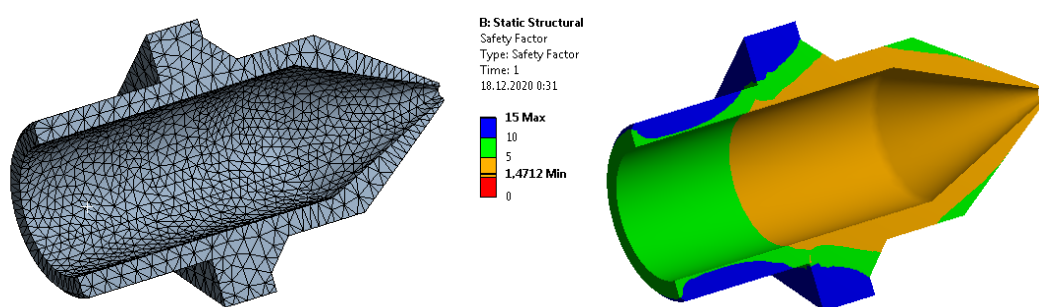 B: Static Structural
Safety Factor
Type: Safety Factor
Time: 1
18.12.2020 0:31
15 Max
10
5
1,4712 Min
0